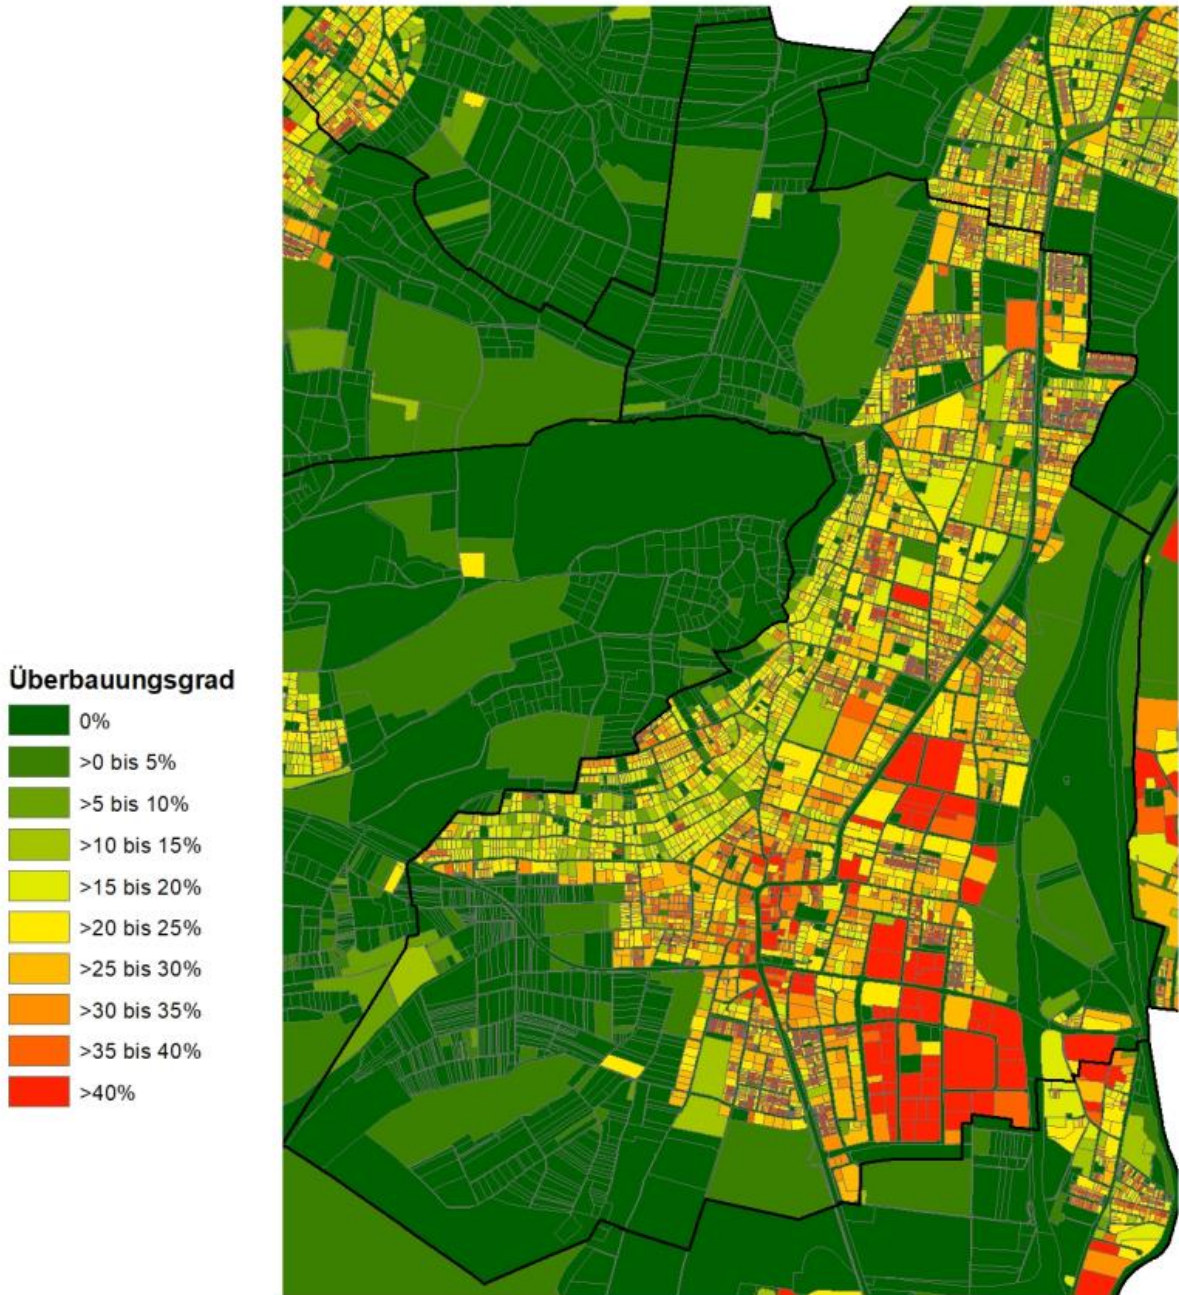 Überbauungsgrad
0%
>0 bis 5%
>5 bis 10%
>10 bis 15%
>15 bis 20%
>20 bis 25%
>25 bis 30%
>30 bis 35%
>35 bis 40%
>40%